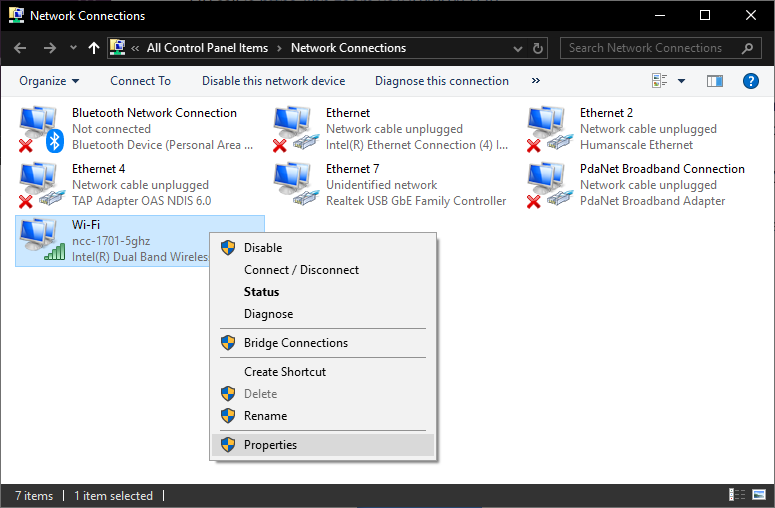 Network Connections
« All Control Panel Items > Network Connections
Search Network Connections
Organize Connect To Disable this network device Diagnose this connection »
Bluetooth Network Connection
Not connected
Bluetooth Device (Personal Area ...
Ethernet
Network cable unplugged
Intel(R) Ethernet Connection (4) I...
Ethernet 2
Network cable unplugged
Humanscale Ethernet
Ethernet 4
Network cable unplugged
TAP Adapter OAS NDIS 6.0
Ethernet 7
Unidentified network
Realtek USB GbE Family Controller
PdaNet Broadband Connection
Network cable unplugged
PdaNet Broadband Adapter
Wi-Fi
ncc-1701-5ghz
Intel(R) Dual Band Wireless
Disable
Connect / Disconnect
Status
Diagnose
Bridge Connections
Create Shortcut
Delete
Rename
Properties
7 items 1 item selected